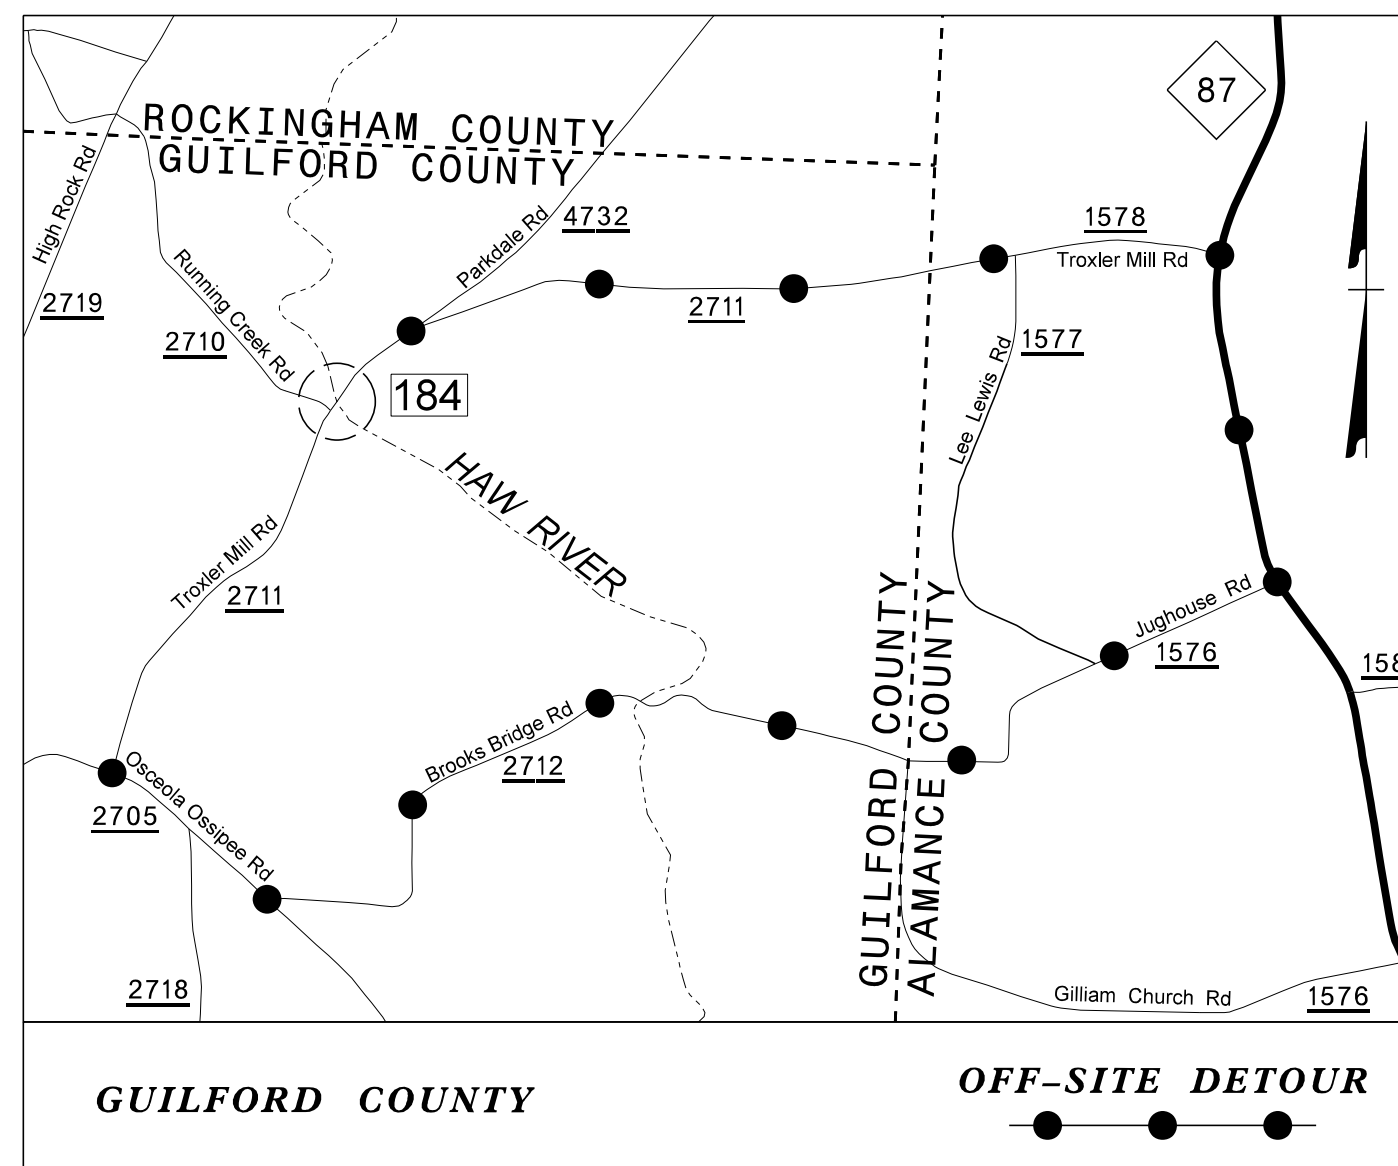 87
ROCKINGHAM COUNTY
GUILFORD COUNTY
High Rock Rd
Parkdale Rd
4732
1578
Troxler Mill Rd
Running Creek Rd
2719
2710
2711
1577
Lee Lewis Rd
184
HAW RIVER
Troxler Mill Rd
2711
GUILFORD COUNTY
ALAMANCE COUNTY
Jughouse Rd
1576
158
Brooks Bridge Rd
2712
Osceola Ossipee Rd
2705
2718
Gilliam Church Rd
1576
GUILFORD COUNTY
OFF-SITE DETOUR